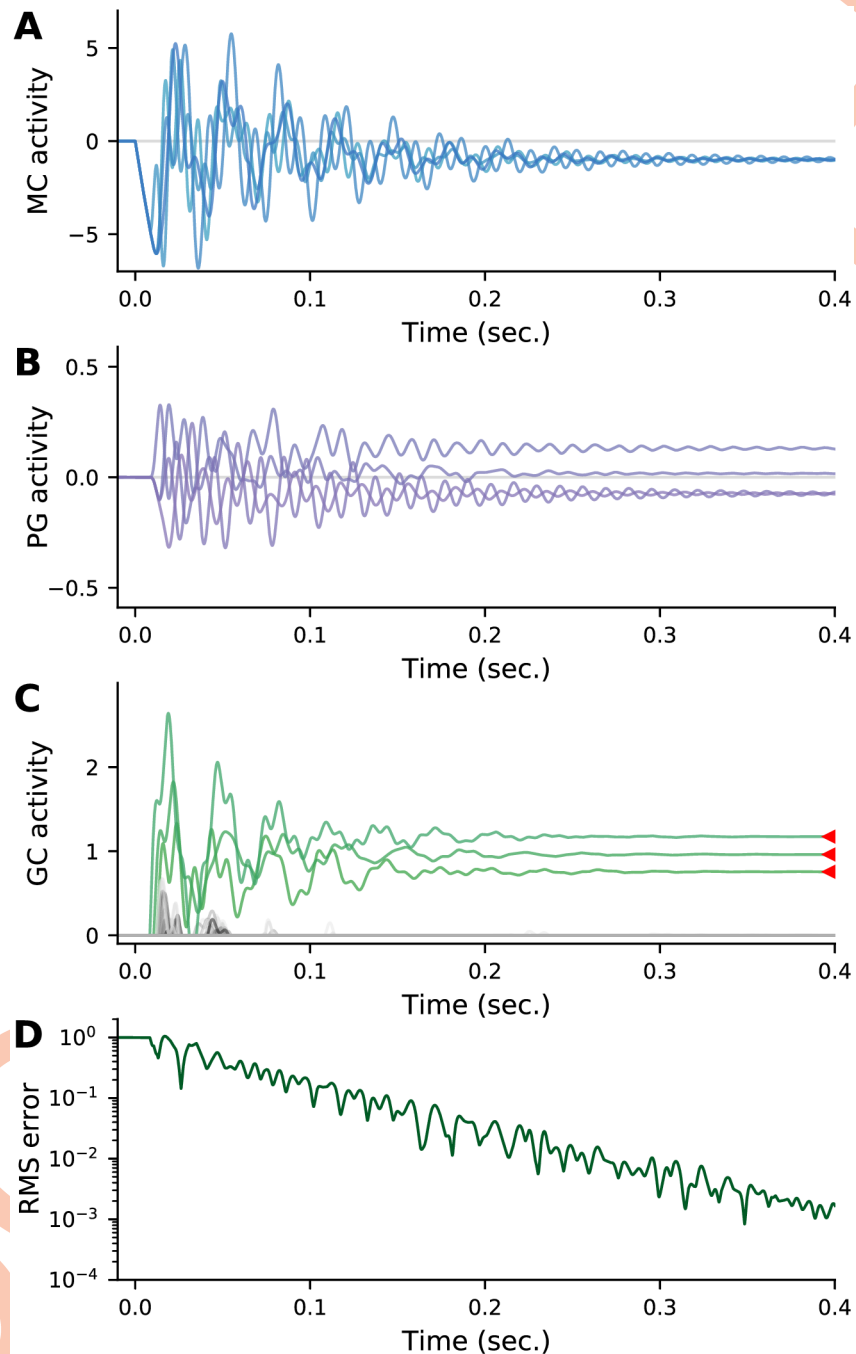 A
MC activity
5
0
−5
0.0 0.1 0.2 0.3 0.4
Time (sec.)
B
PG activity
0.5
0.0
−0.5
0.0 0.1 0.2 0.3 0.4
Time (sec.)
C
GC activity
2
1
0
0.0 0.1 0.2 0.3 0.4
Time (sec.)
D
RMS error
10⁰
10⁻¹
10⁻²
10⁻³
10⁻⁴
0.0 0.1 0.2 0.3 0.4
Time (sec.)